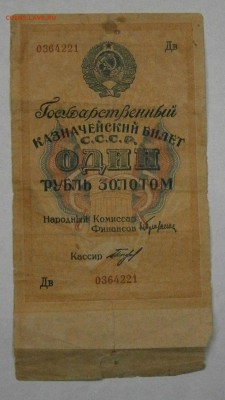 0364221 Дв
Государственный
КАЗНАЧЕЙСКИЙ БИЛЕТ
С.С.С.Р.
ОДИН
РУБЛЬ ЗОЛОТОМ
Народный Комиссар
Финансов
Кассир
Дв 0364221